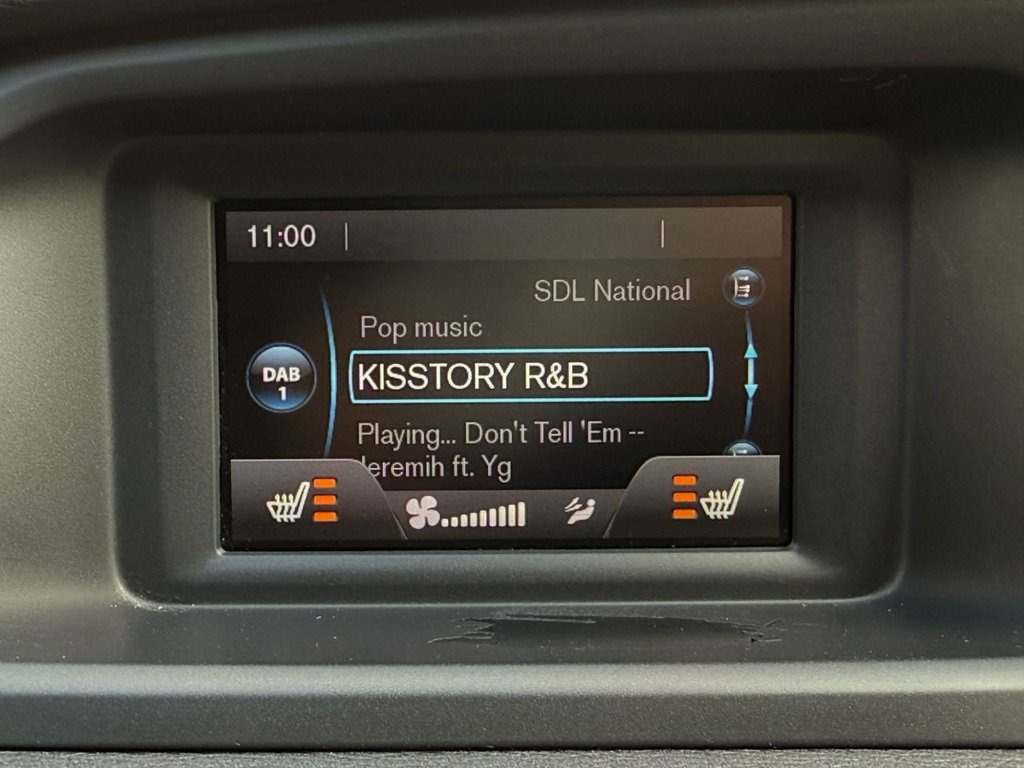 11:00
SDL National
Pop music
DAB
1
KISSTORY R&B
Playing... Don't Tell 'Em --
Jeremih ft. Yg